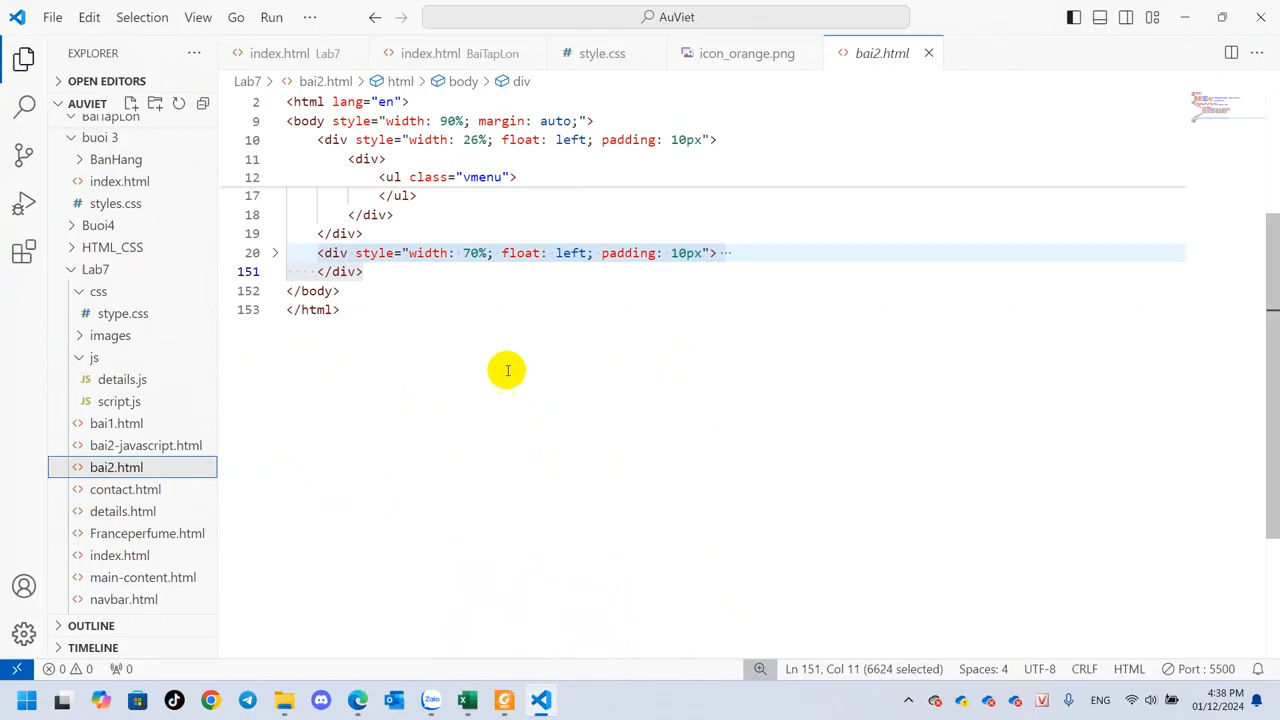 File Edit Selection View Go Run ··· AuViet
EXPLORER ··· index.html Lab7 index.html BaiTapLon style.css icon_orange.png bai2.html
OPEN EDITORS
Lab7 > bai2.html > html > body > div
AUVIET
BaiTapLon
buoi 3
BanHang
index.html
styles.css
Buoi4
HTML_CSS
Lab7
css
stype.css
images
js
details.js
script.js
bai1.html
bai2-javascript.html
bai2.html
contact.html
details.html
Franceperfume.html
index.html
main-content.html
navbar.html
OUTLINE
TIMELINE
2 <html lang="en">
9 <body style="width: 90%; margin: auto;">
10 <div style="width: 26%; float: left; padding: 10px">
11 <div>
12 <ul class="vmenu">
17 </ul>
18 </div>
19 </div>
20 <div style="width: 70%; float: left; padding: 10px">···
151 </div>
152 </body>
153 </html>
0 0 0 Ln 151, Col 11 (6624 selected) Spaces: 4 UTF-8 CRLF HTML Port : 5500
Zalo ENG 4:38 PM
01/12/2024